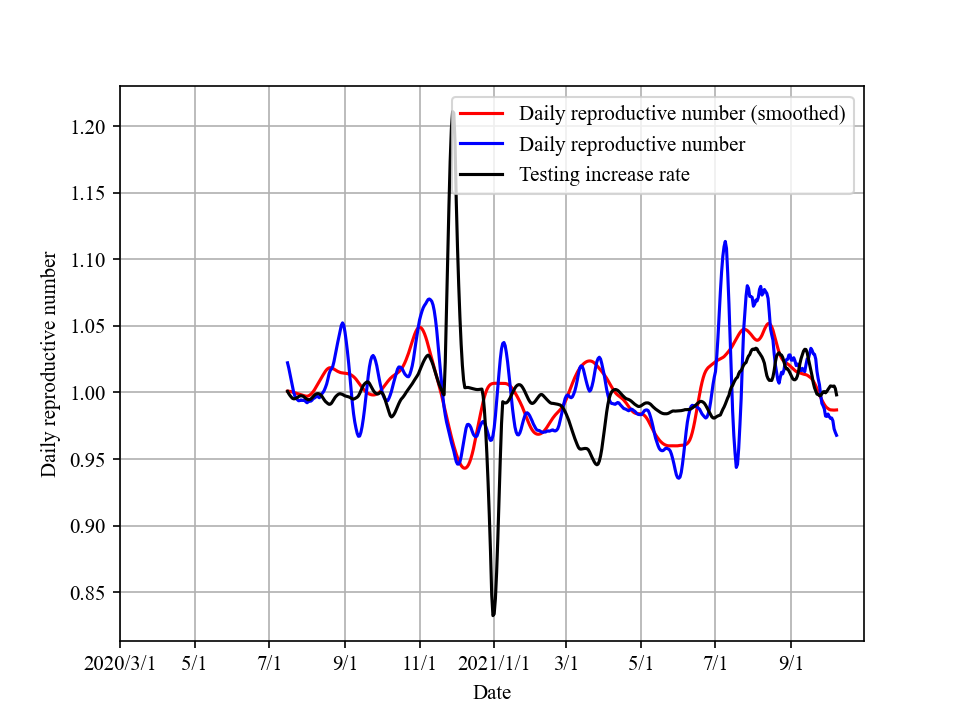 Daily reproductive number (smoothed)
Daily reproductive number
Testing increase rate
Daily reproductive number
1.20
1.15
1.10
1.05
1.00
0.95
0.90
0.85
2020/3/1 5/1 7/1 9/1 11/1 2021/1/1 3/1 5/1 7/1 9/1
Date